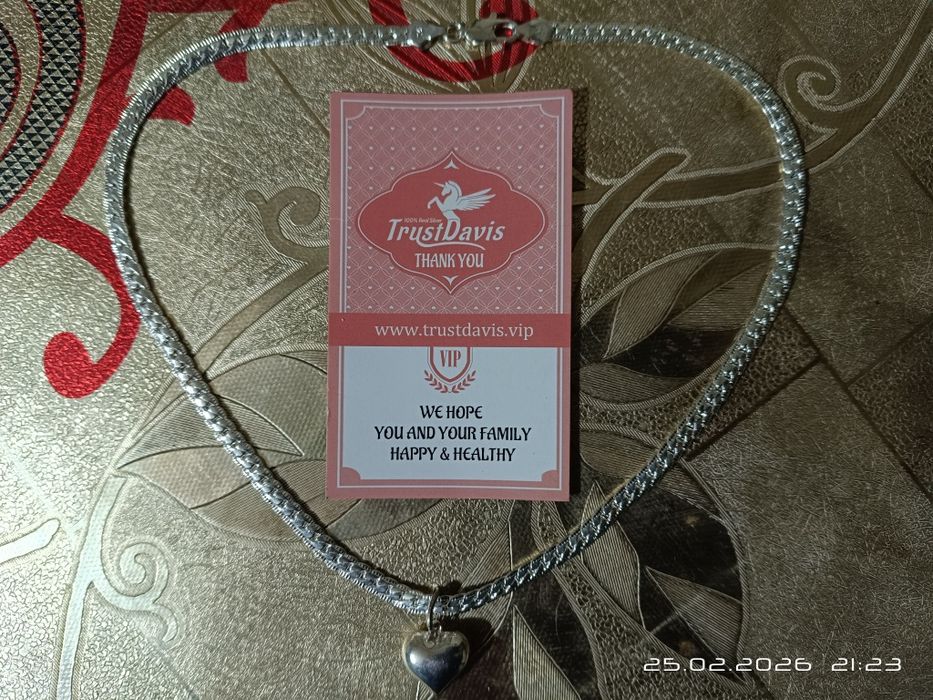 100% Real Silver
TrustDavis
THANK YOU
www.trustdavis.vip
VIP
WE HOPE
YOU AND YOUR FAMILY
HAPPY & HEALTHY
25.02.2026 21:23